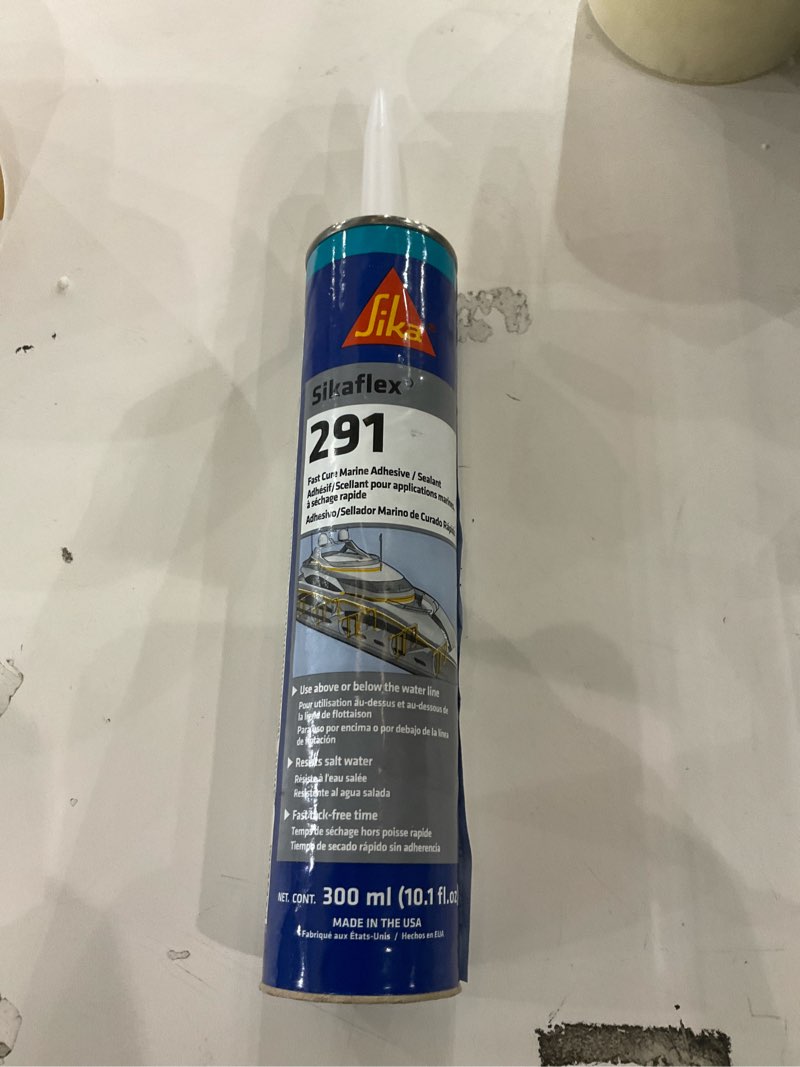 Sika
Sikaflex®
291
Fast Cure Marine Adhesive / Sealant
Adhésif/Scellant pour applications marines
à séchage rapide
Adhesivo/Sellador Marino de Curado
Use above or below the water line
Pour utilisation au-dessus et au-dessous de
la ligne de flottaison
Para uso por encima o por debajo de la línea
de flotación
Resists salt water
Résiste à l'eau salée
Resistente al agua salada
Fast tack-free time
Temps de séchage hors poisse rapide
Tiempo de secado rápido sin adherencia
NET. CONT. 300 ml (10.1 fl.oz
MADE IN THE USA
Fabriqué aux États-Unis / Hechos en EUA